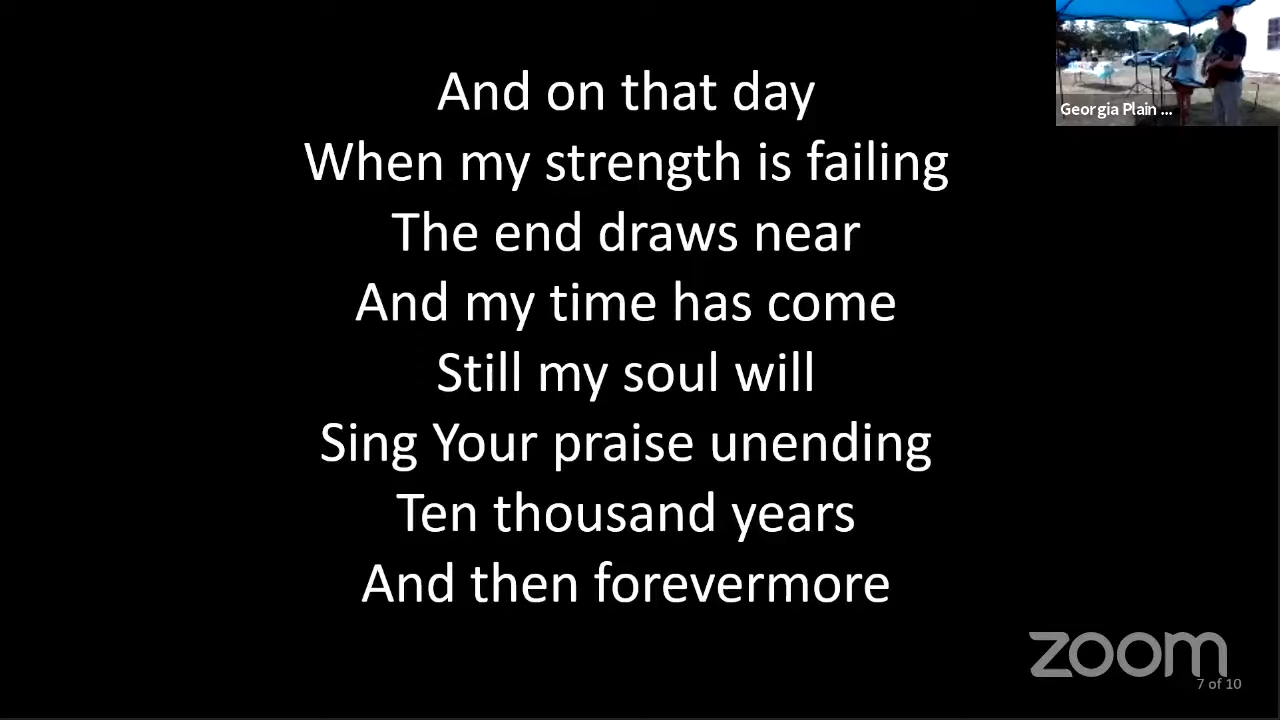 And on that day
When my strength is failing
The end draws near
And my time has come
Still my soul will
Sing Your praise unending
Ten thousand years
And then forevermore
Georgia Plain ...
zoom
7 of 10